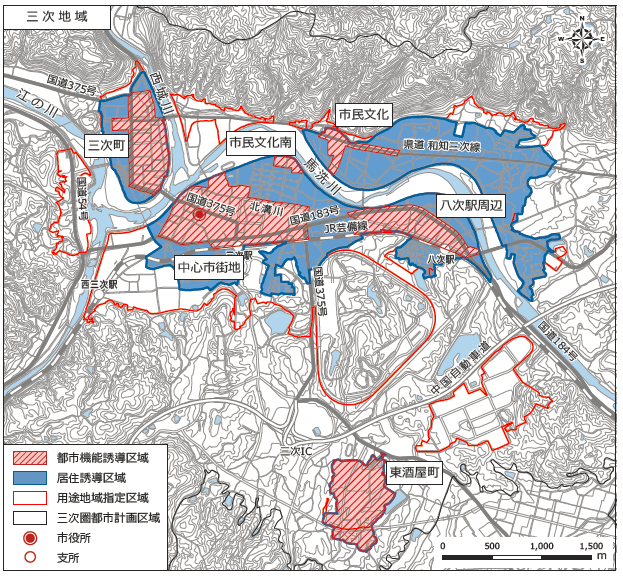 三次地域
N
W E
S
国道375号
西城川
江の川
市民文化
三次町
市民文化南
県道 和知三次線
馬洗川
国道54号
国道375号
北溝川
国道183号
八次駅周辺
JR芸備線
三次駅
中心市街地
八次駅
西三次駅
国道375号
国道184号
中国自動車道
三次IC
東酒屋町
都市機能誘導区域
居住誘導区域
用途地域指定区域
三次圏都市計画区域
市役所
支所
0 500 1,000 1,500
m